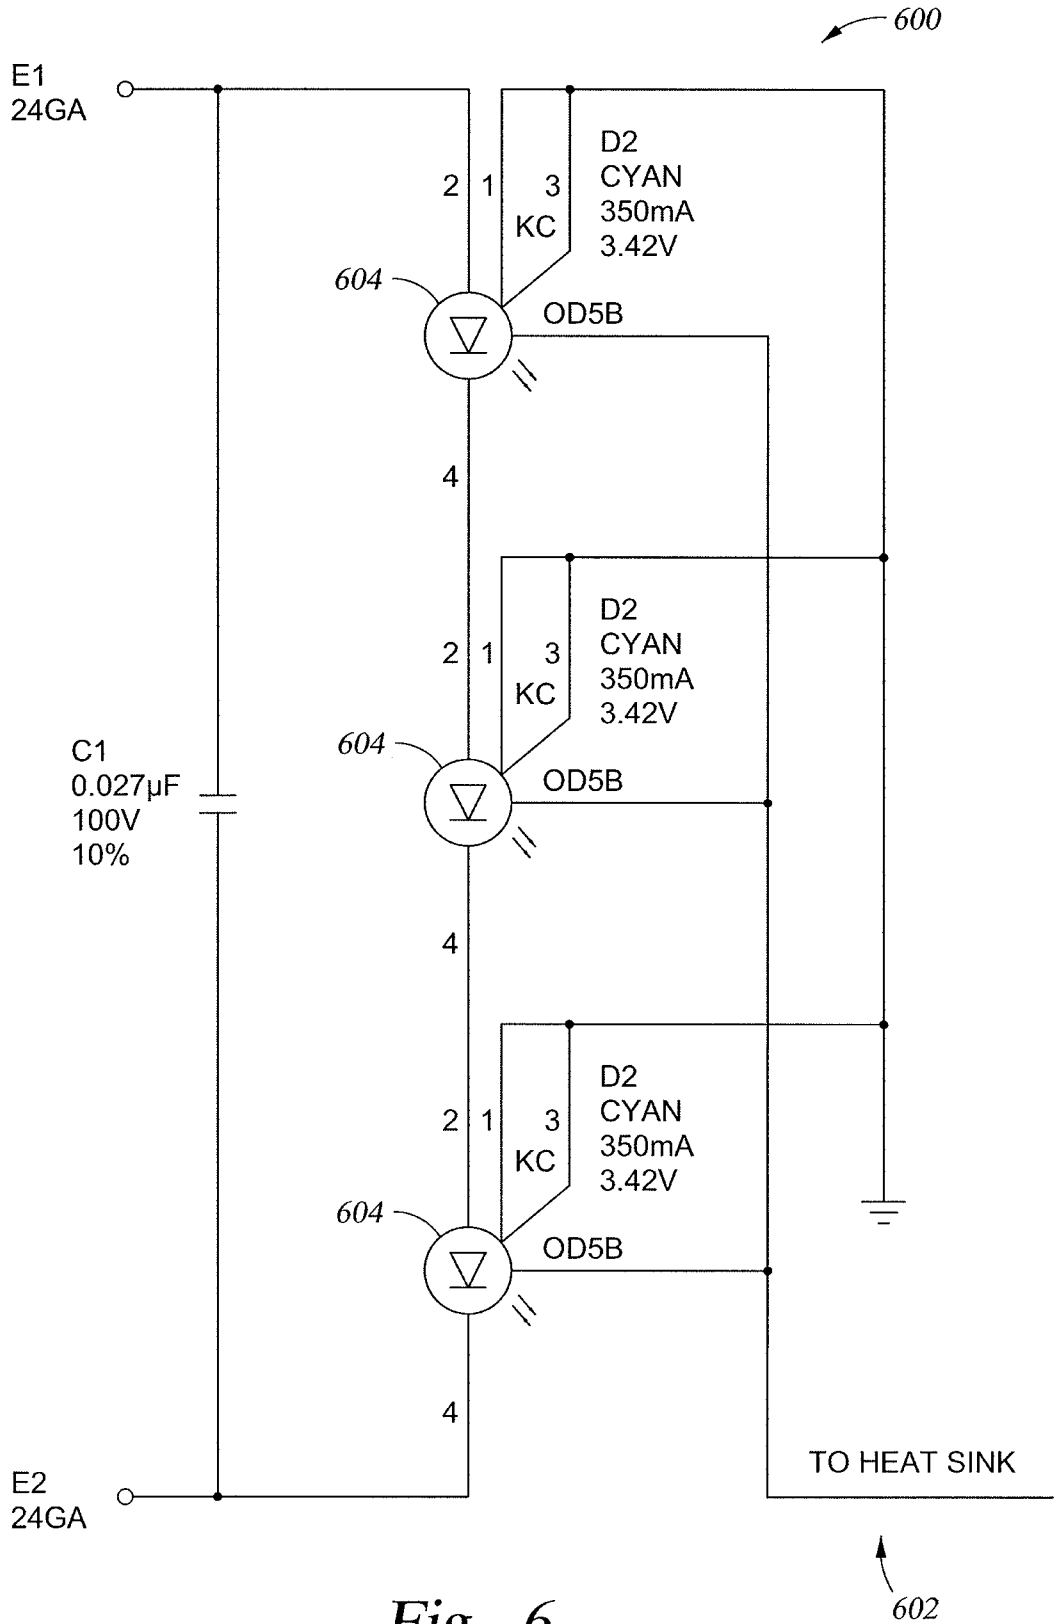 600
E1
24GA
2 1 3
KC
D2
CYAN
350mA
3.42V
604
OD5B
4
2 1 3
KC
D2
CYAN
350mA
3.42V
604
OD5B
C1
0.027µF
100V
10%
4
2 1 3
KC
D2
CYAN
350mA
3.42V
604
OD5B
4
E2
24GA
TO HEAT SINK
602
Fig. 6